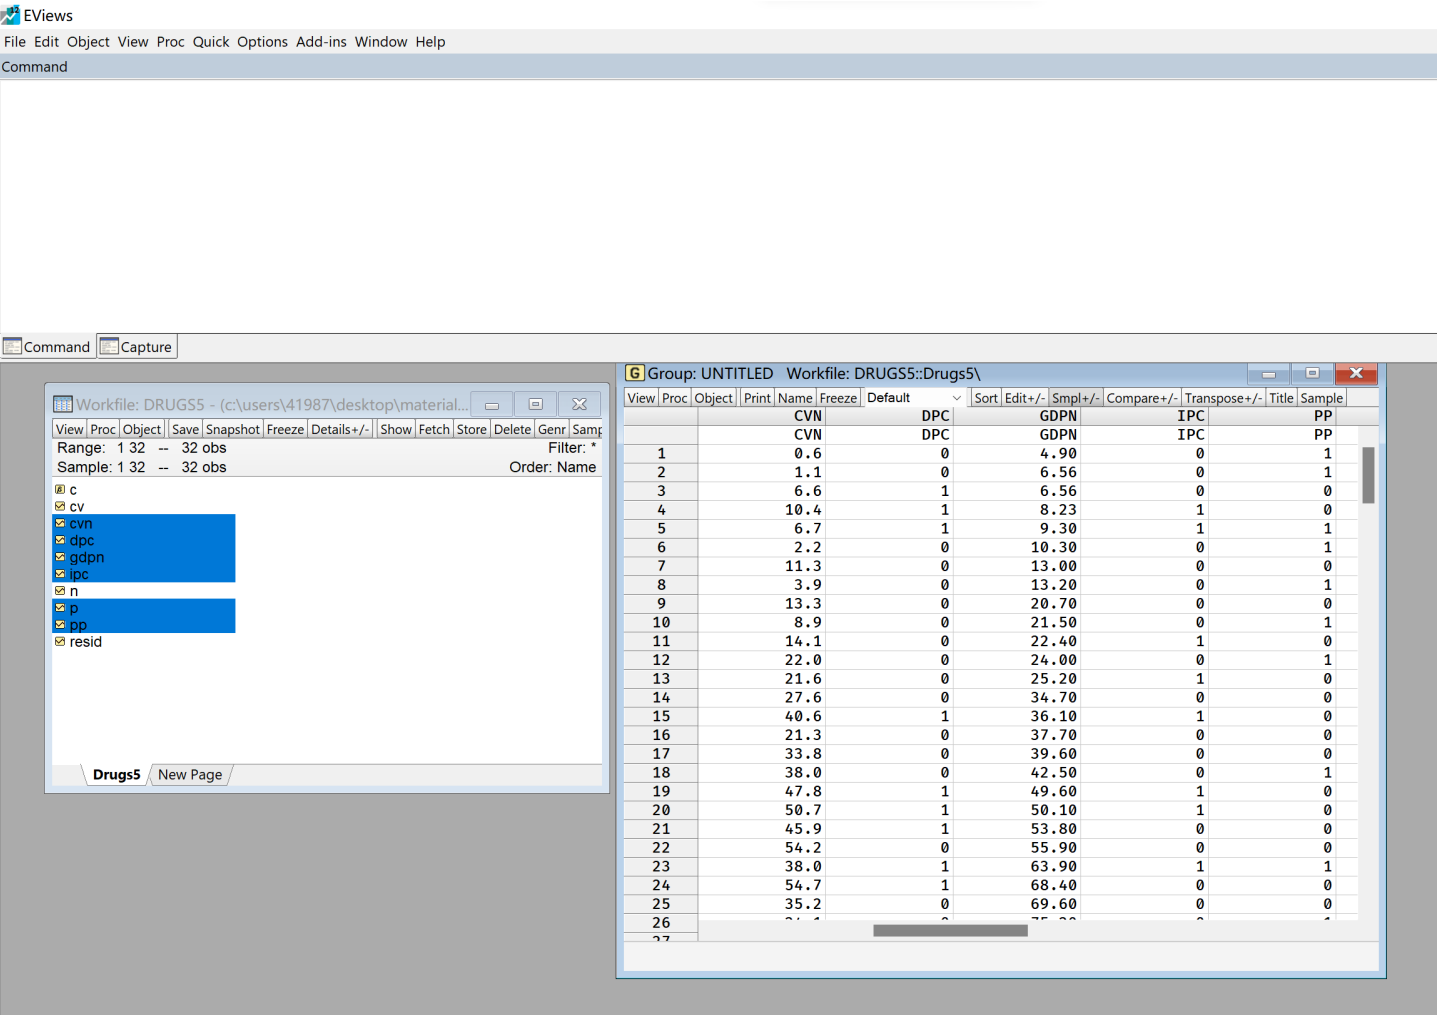 EViews
File Edit Object View Proc Quick Options Add-ins Window Help
Command
Command Capture
Workfile: DRUGS5 - (c:\users\41987\desktop\material...
View Proc Object Save Snapshot Freeze Details+/- Show Fetch Store Delete Genr Samp
Range: 1 32 -- 32 obs Filter: *
Sample: 1 32 -- 32 obs Order: Name
c
cv
cvn
dpc
gdpn
ipc
n
p
pp
resid
Drugs5 New Page
G Group: UNTITLED Workfile: DRUGS5::Drugs5\
View Proc Object Print Name Freeze Default Sort Edit+/- Smpl+/- Compare+/- Transpose+/- Title Sample
CVN DPC GDPN IPC PP
CVN DPC GDPN IPC PP
1 0.6 0 4.90 0 1
2 1.1 0 6.56 0 1
3 6.6 1 6.56 0 0
4 10.4 1 8.23 1 0
5 6.7 1 9.30 1 1
6 2.2 0 10.30 0 1
7 11.3 0 13.00 0 0
8 3.9 0 13.20 0 1
9 13.3 0 20.70 0 0
10 8.9 0 21.50 0 1
11 14.1 0 22.40 1 0
12 22.0 0 24.00 0 1
13 21.6 0 25.20 1 0
14 27.6 0 34.70 0 0
15 40.6 1 36.10 1 0
16 21.3 0 37.70 0 0
17 33.8 0 39.60 0 0
18 38.0 0 42.50 0 1
19 47.8 1 49.60 1 0
20 50.7 1 50.10 1 0
21 45.9 1 53.80 0 0
22 54.2 0 55.90 0 0
23 38.0 1 63.90 1 1
24 54.7 1 68.40 0 0
25 35.2 0 69.60 0 0
26
27